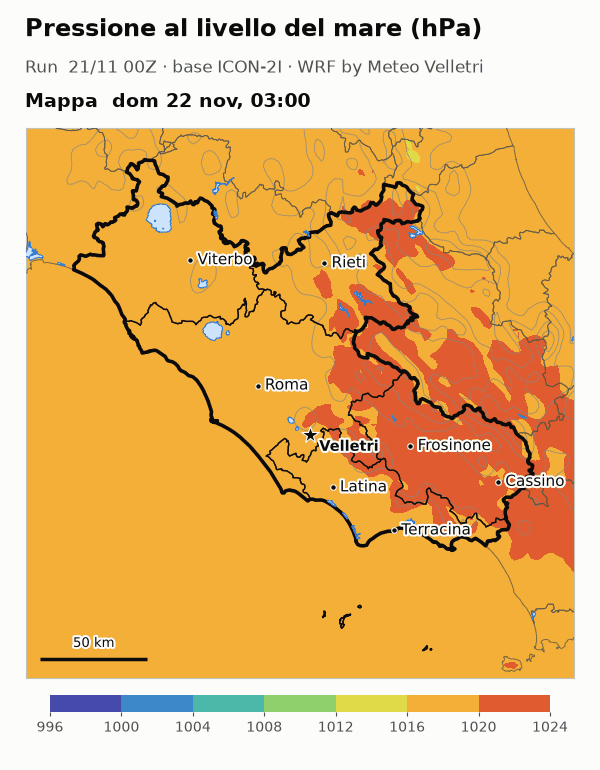 Pressione al livello del mare (hPa)
Run  21/11 00Z · base ICON-2I · WRF by Meteo Velletri
Mappa  dom 22 nov, 03:00
Viterbo
Rieti
Roma
Velletri
Frosinone
Cassino
Latina
Terracina
50 km
996 1000 1004 1008 1012 1016 1020 1024